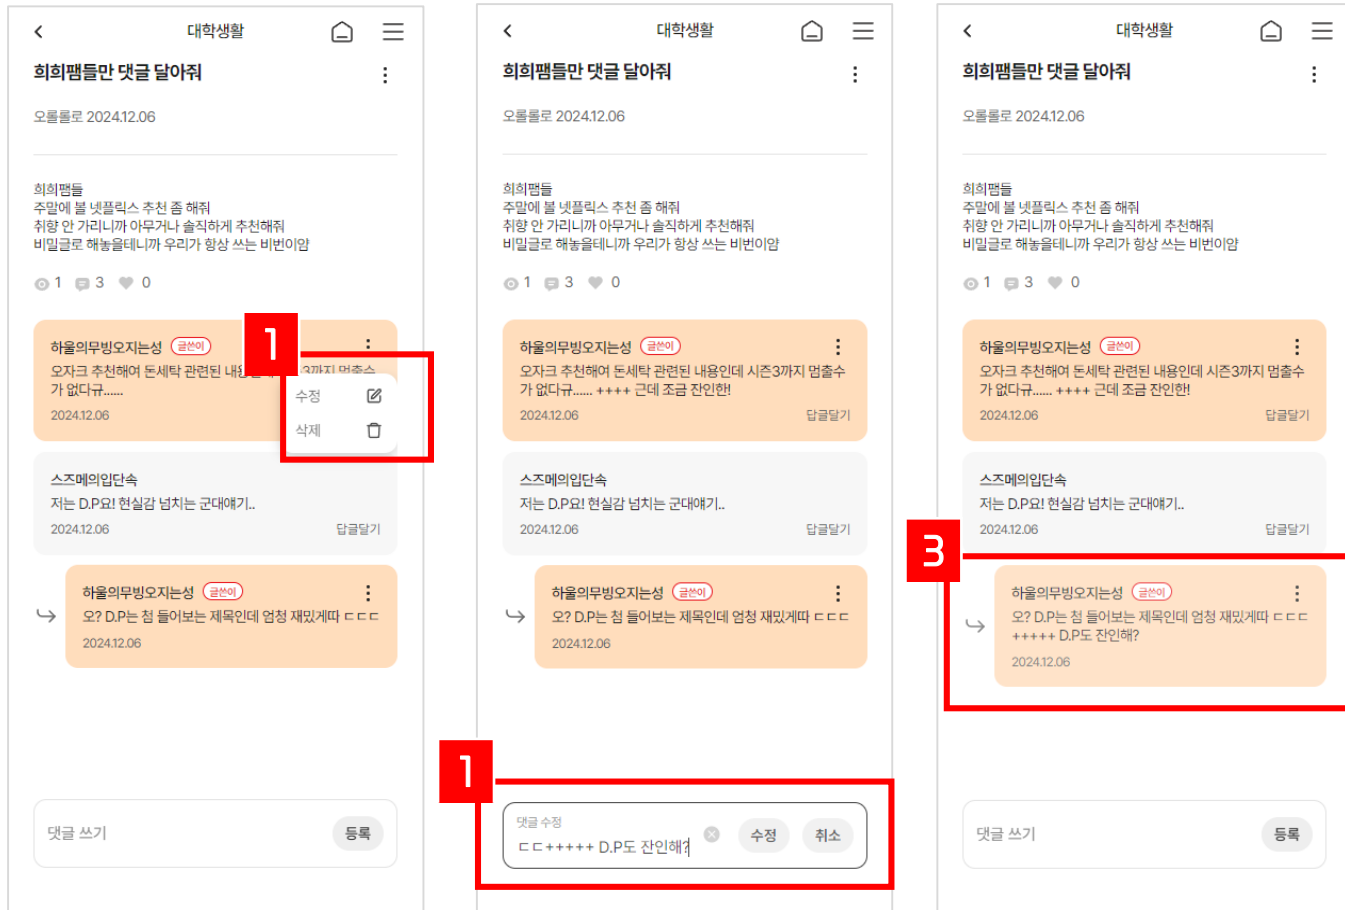 대학생활
희희팸들만 댓글 달아줘
오롤롤로 2024.12.06
희희팸들
주말에 볼 넷플릭스 추천 좀 해줘
취향 안 가리니까 아무거나 솔직하게 추천해줘
비밀글로 해놓을테니까 우리가 항상 쓰는 비번이얌
1 3 0
1
하울의무빙오지는성 글쓴이
오자크 추천해여 돈세탁 관련된 내용인데 시즌3까지 멈출수
가 없다규......
2024.12.06
수정
삭제
스즈메의입단속
저는 D.P요! 현실감 넘치는 군대얘기..
2024.12.06 답글달기
하울의무빙오지는성 글쓴이
오? D.P는 첨 들어보는 제목인데 엄청 재밌게따 ㄷㄷㄷ
2024.12.06
댓글 쓰기 등록
대학생활
희희팸들만 댓글 달아줘
오롤롤로 2024.12.06
희희팸들
주말에 볼 넷플릭스 추천 좀 해줘
취향 안 가리니까 아무거나 솔직하게 추천해줘
비밀글로 해놓을테니까 우리가 항상 쓰는 비번이얌
1 3 0
하울의무빙오지는성 글쓴이
오자크 추천해여 돈세탁 관련된 내용인데 시즌3까지 멈출수
가 없다규...... ++++ 근데 조금 잔인한!
2024.12.06 답글달기
스즈메의입단속
저는 D.P요! 현실감 넘치는 군대얘기..
2024.12.06 답글달기
하울의무빙오지는성 글쓴이
오? D.P는 첨 들어보는 제목인데 엄청 재밌게따 ㄷㄷㄷ
2024.12.06
1
댓글 수정
ㄷㄷ+++++ D.P도 잔인해? 수정 취소
대학생활
희희팸들만 댓글 달아줘
오롤롤로 2024.12.06
희희팸들
주말에 볼 넷플릭스 추천 좀 해줘
취향 안 가리니까 아무거나 솔직하게 추천해줘
비밀글로 해놓을테니까 우리가 항상 쓰는 비번이얌
1 3 0
하울의무빙오지는성 글쓴이
오자크 추천해여 돈세탁 관련된 내용인데 시즌3까지 멈출수
가 없다규...... ++++ 근데 조금 잔인한!
2024.12.06 답글달기
스즈메의입단속
저는 D.P요! 현실감 넘치는 군대얘기..
2024.12.06 답글달기
3
하울의무빙오지는성 글쓴이
오? D.P는 첨 들어보는 제목인데 엄청 재밌게따 ㄷㄷㄷ
+++++ D.P도 잔인해?
2024.12.06
댓글 쓰기 등록